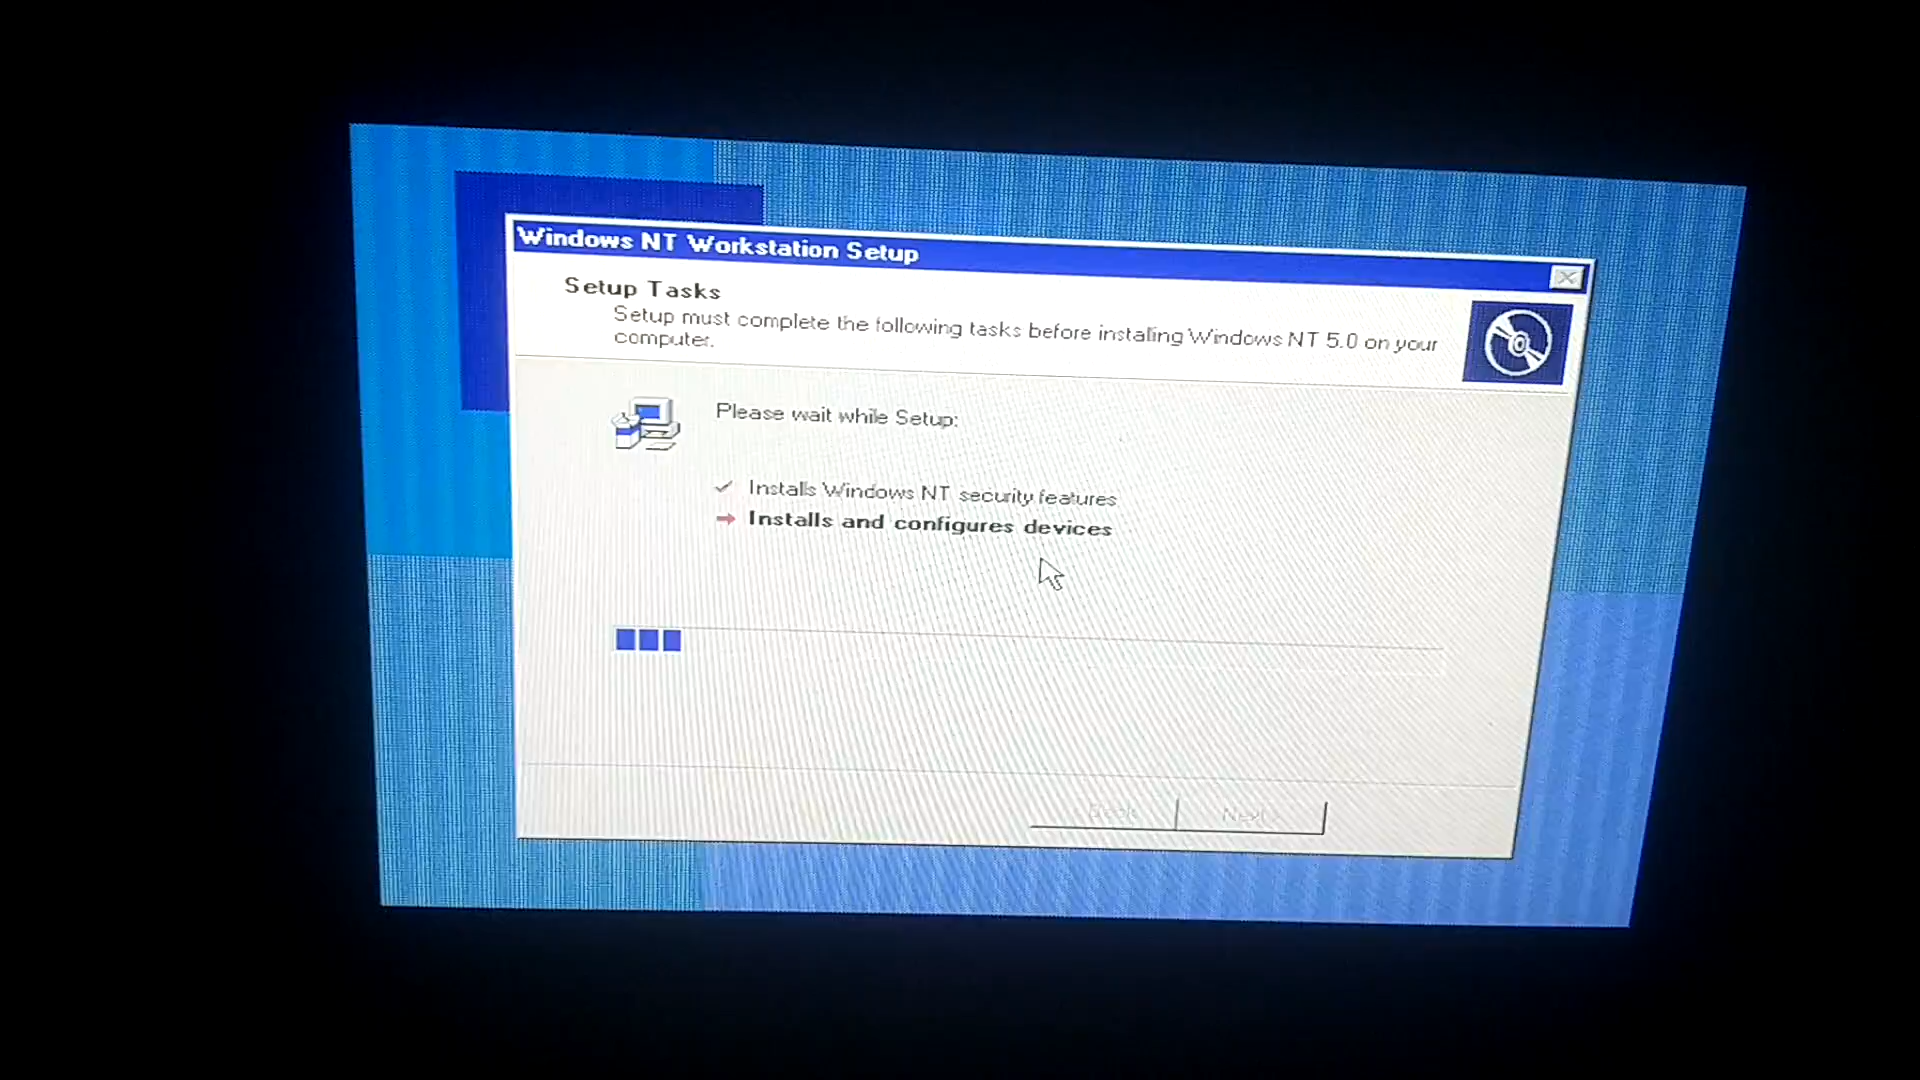 Windows NT Workstation Setup
Setup Tasks
Setup must complete the following tasks before installing Windows NT 5.0 on your
computer.
Please wait while Setup:
Installs Windows NT security features
Installs and configures devices
< Back
Next >